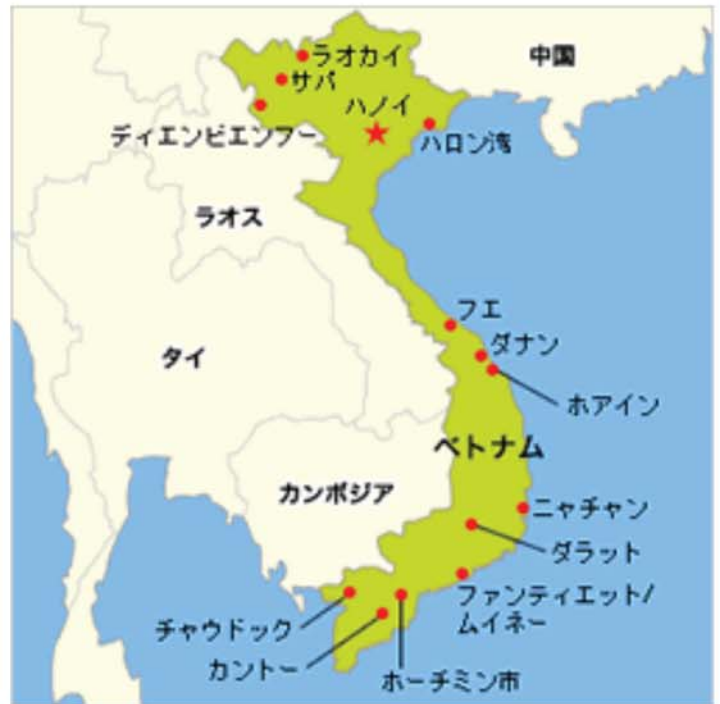 ラオカイ
中国
サパ
ハノイ
ディエンビエンフー
ハロン湾
ラオス
フエ
ダナン
タイ
ホアイン
ベトナム
カンボジア
ニャチャン
ダラット
ファンティエット/
ムイネー
チャウドック
カントー
ホーチミン市